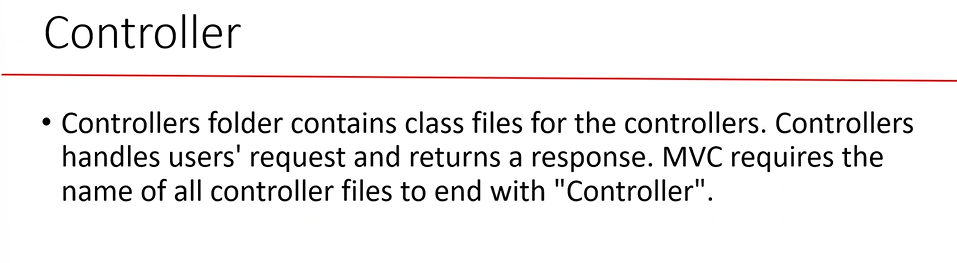 Controller
• Controllers folder contains class files for the controllers. Controllers
handles users' request and returns a response. MVC requires the
name of all controller files to end with "Controller".